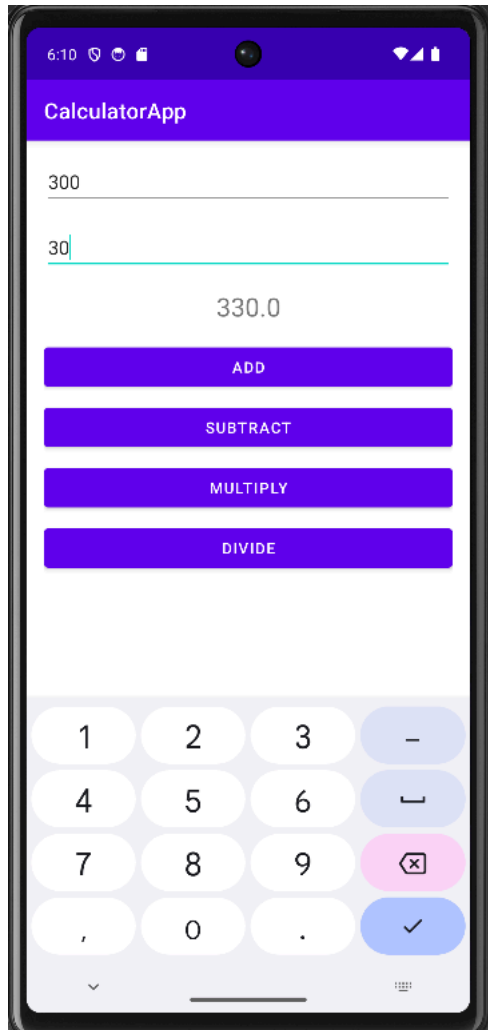 6:10
CalculatorApp
300
30
330.0
ADD
SUBTRACT
MULTIPLY
DIVIDE
1 2 3 −
4 5 6
7 8 9
, 0 .